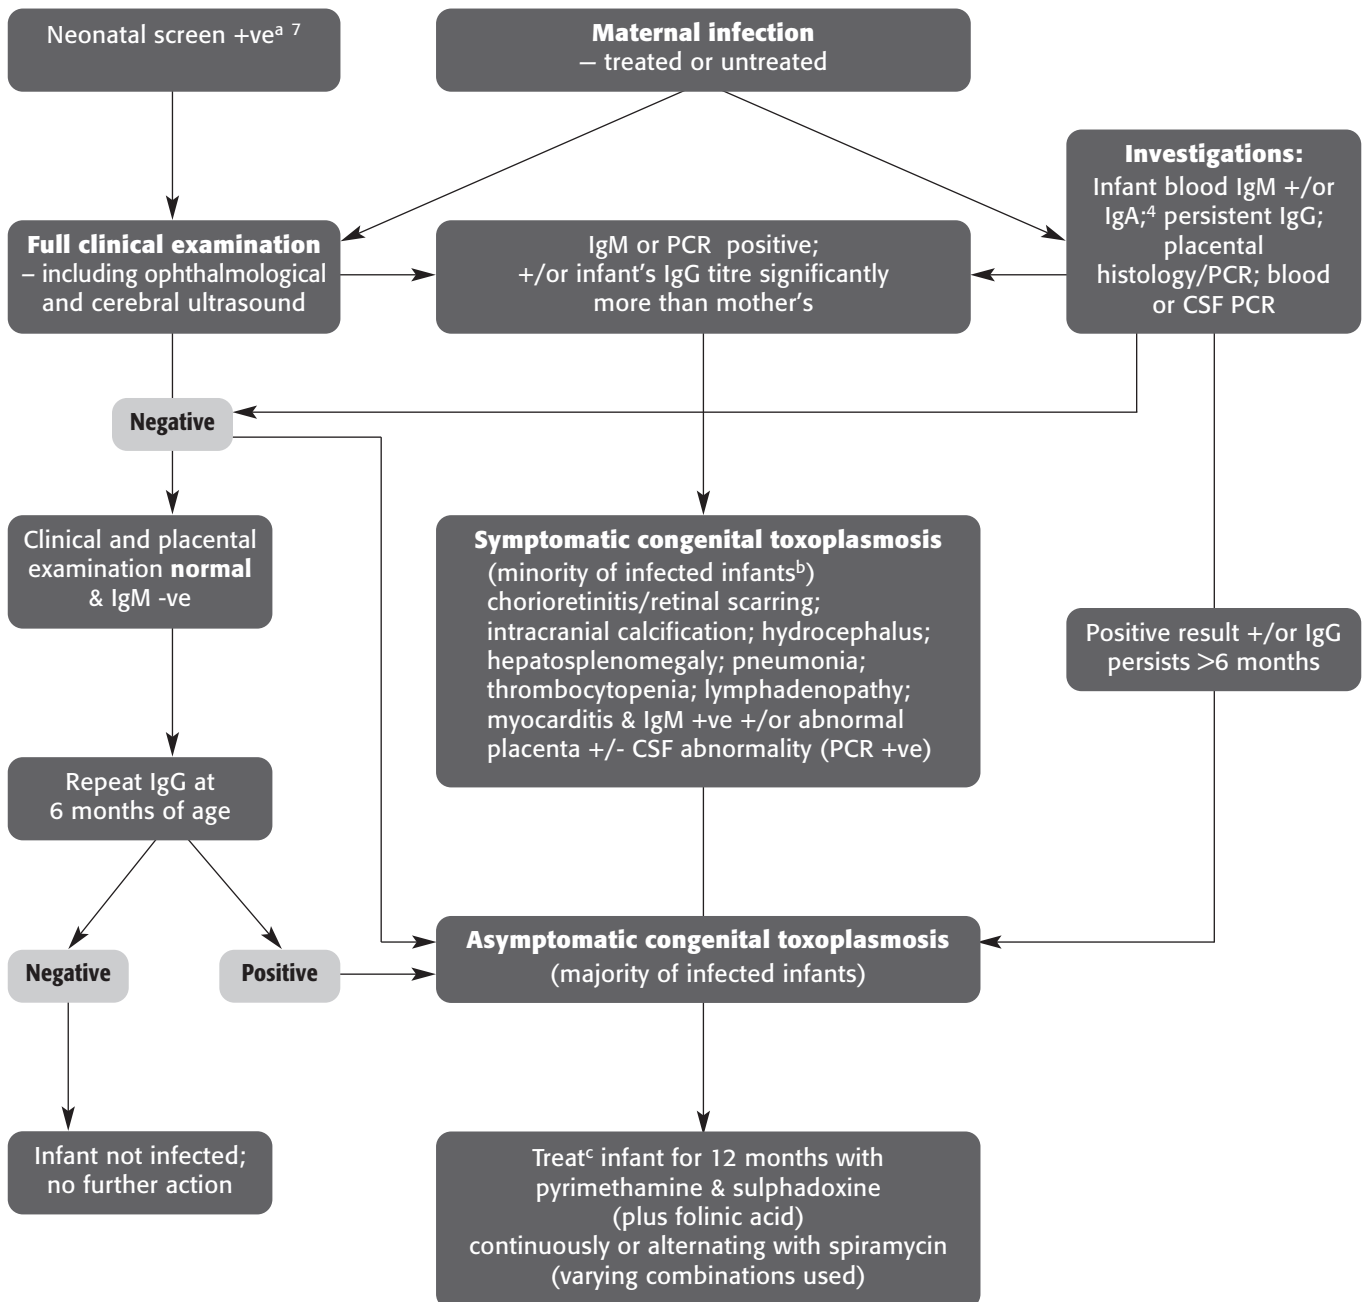 Neonatal screen +veᵃ ⁷
Maternal infection
– treated or untreated
Investigations:
Infant blood IgM +/or
IgA;⁴ persistent IgG;
placental
histology/PCR; blood
or CSF PCR
Full clinical examination
– including ophthalmological
and cerebral ultrasound
IgM or PCR positive;
+/or infant's IgG titre significantly
more than mother's
Negative
Clinical and placental
examination normal
& IgM -ve
Symptomatic congenital toxoplasmosis
(minority of infected infantsᵇ)
chorioretinitis/retinal scarring;
intracranial calcification; hydrocephalus;
hepatosplenomegaly; pneumonia;
thrombocytopenia; lymphadenopathy;
myocarditis & IgM +ve +/or abnormal
placenta +/- CSF abnormality (PCR +ve)
Positive result +/or IgG
persists >6 months
Repeat IgG at
6 months of age
Negative
Positive
Asymptomatic congenital toxoplasmosis
(majority of infected infants)
Infant not infected;
no further action
Treatᶜ infant for 12 months with
pyrimethamine & sulphadoxine
(plus folinic acid)
continuously or alternating with spiramycin
(varying combinations used)